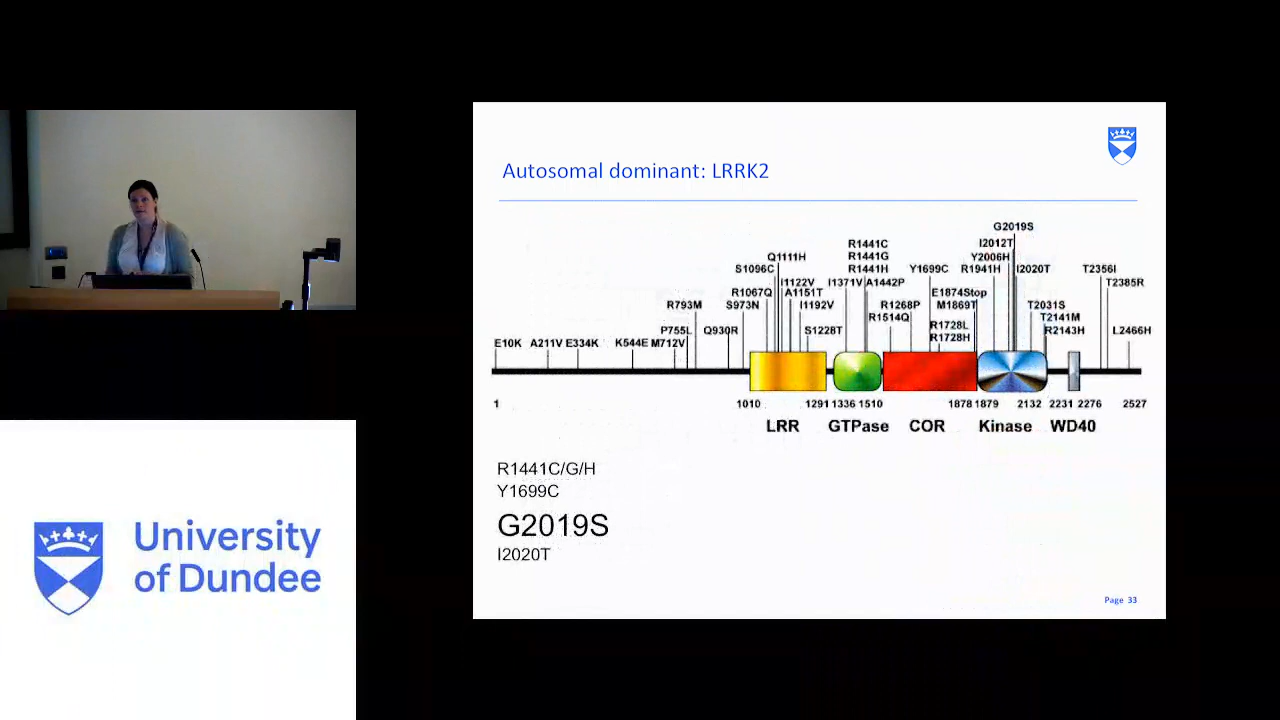 Autosomal dominant: LRRK2
G2019S
R1441C I2012T
R1441G Y2006H
Q1111H
S1096C R1441H Y1699C R1941H I2020T T2356I
I1122V I1371V A1442P T2385R
R1067Q A1151T E1874Stop
R793M S973N I1192V R1268P M1869T T2031S
R1514Q T2141M
P755L Q930R S1228T R1728L R2143H L2466H
E10K A211V E334K K544E M712V R1728H
1 1010 1291 1336 1510 1878 1879 2132 2231 2276 2527
LRR GTPase COR Kinase WD40
R1441C/G/H
Y1699C
G2019S
I2020T
Page 33
University
of Dundee